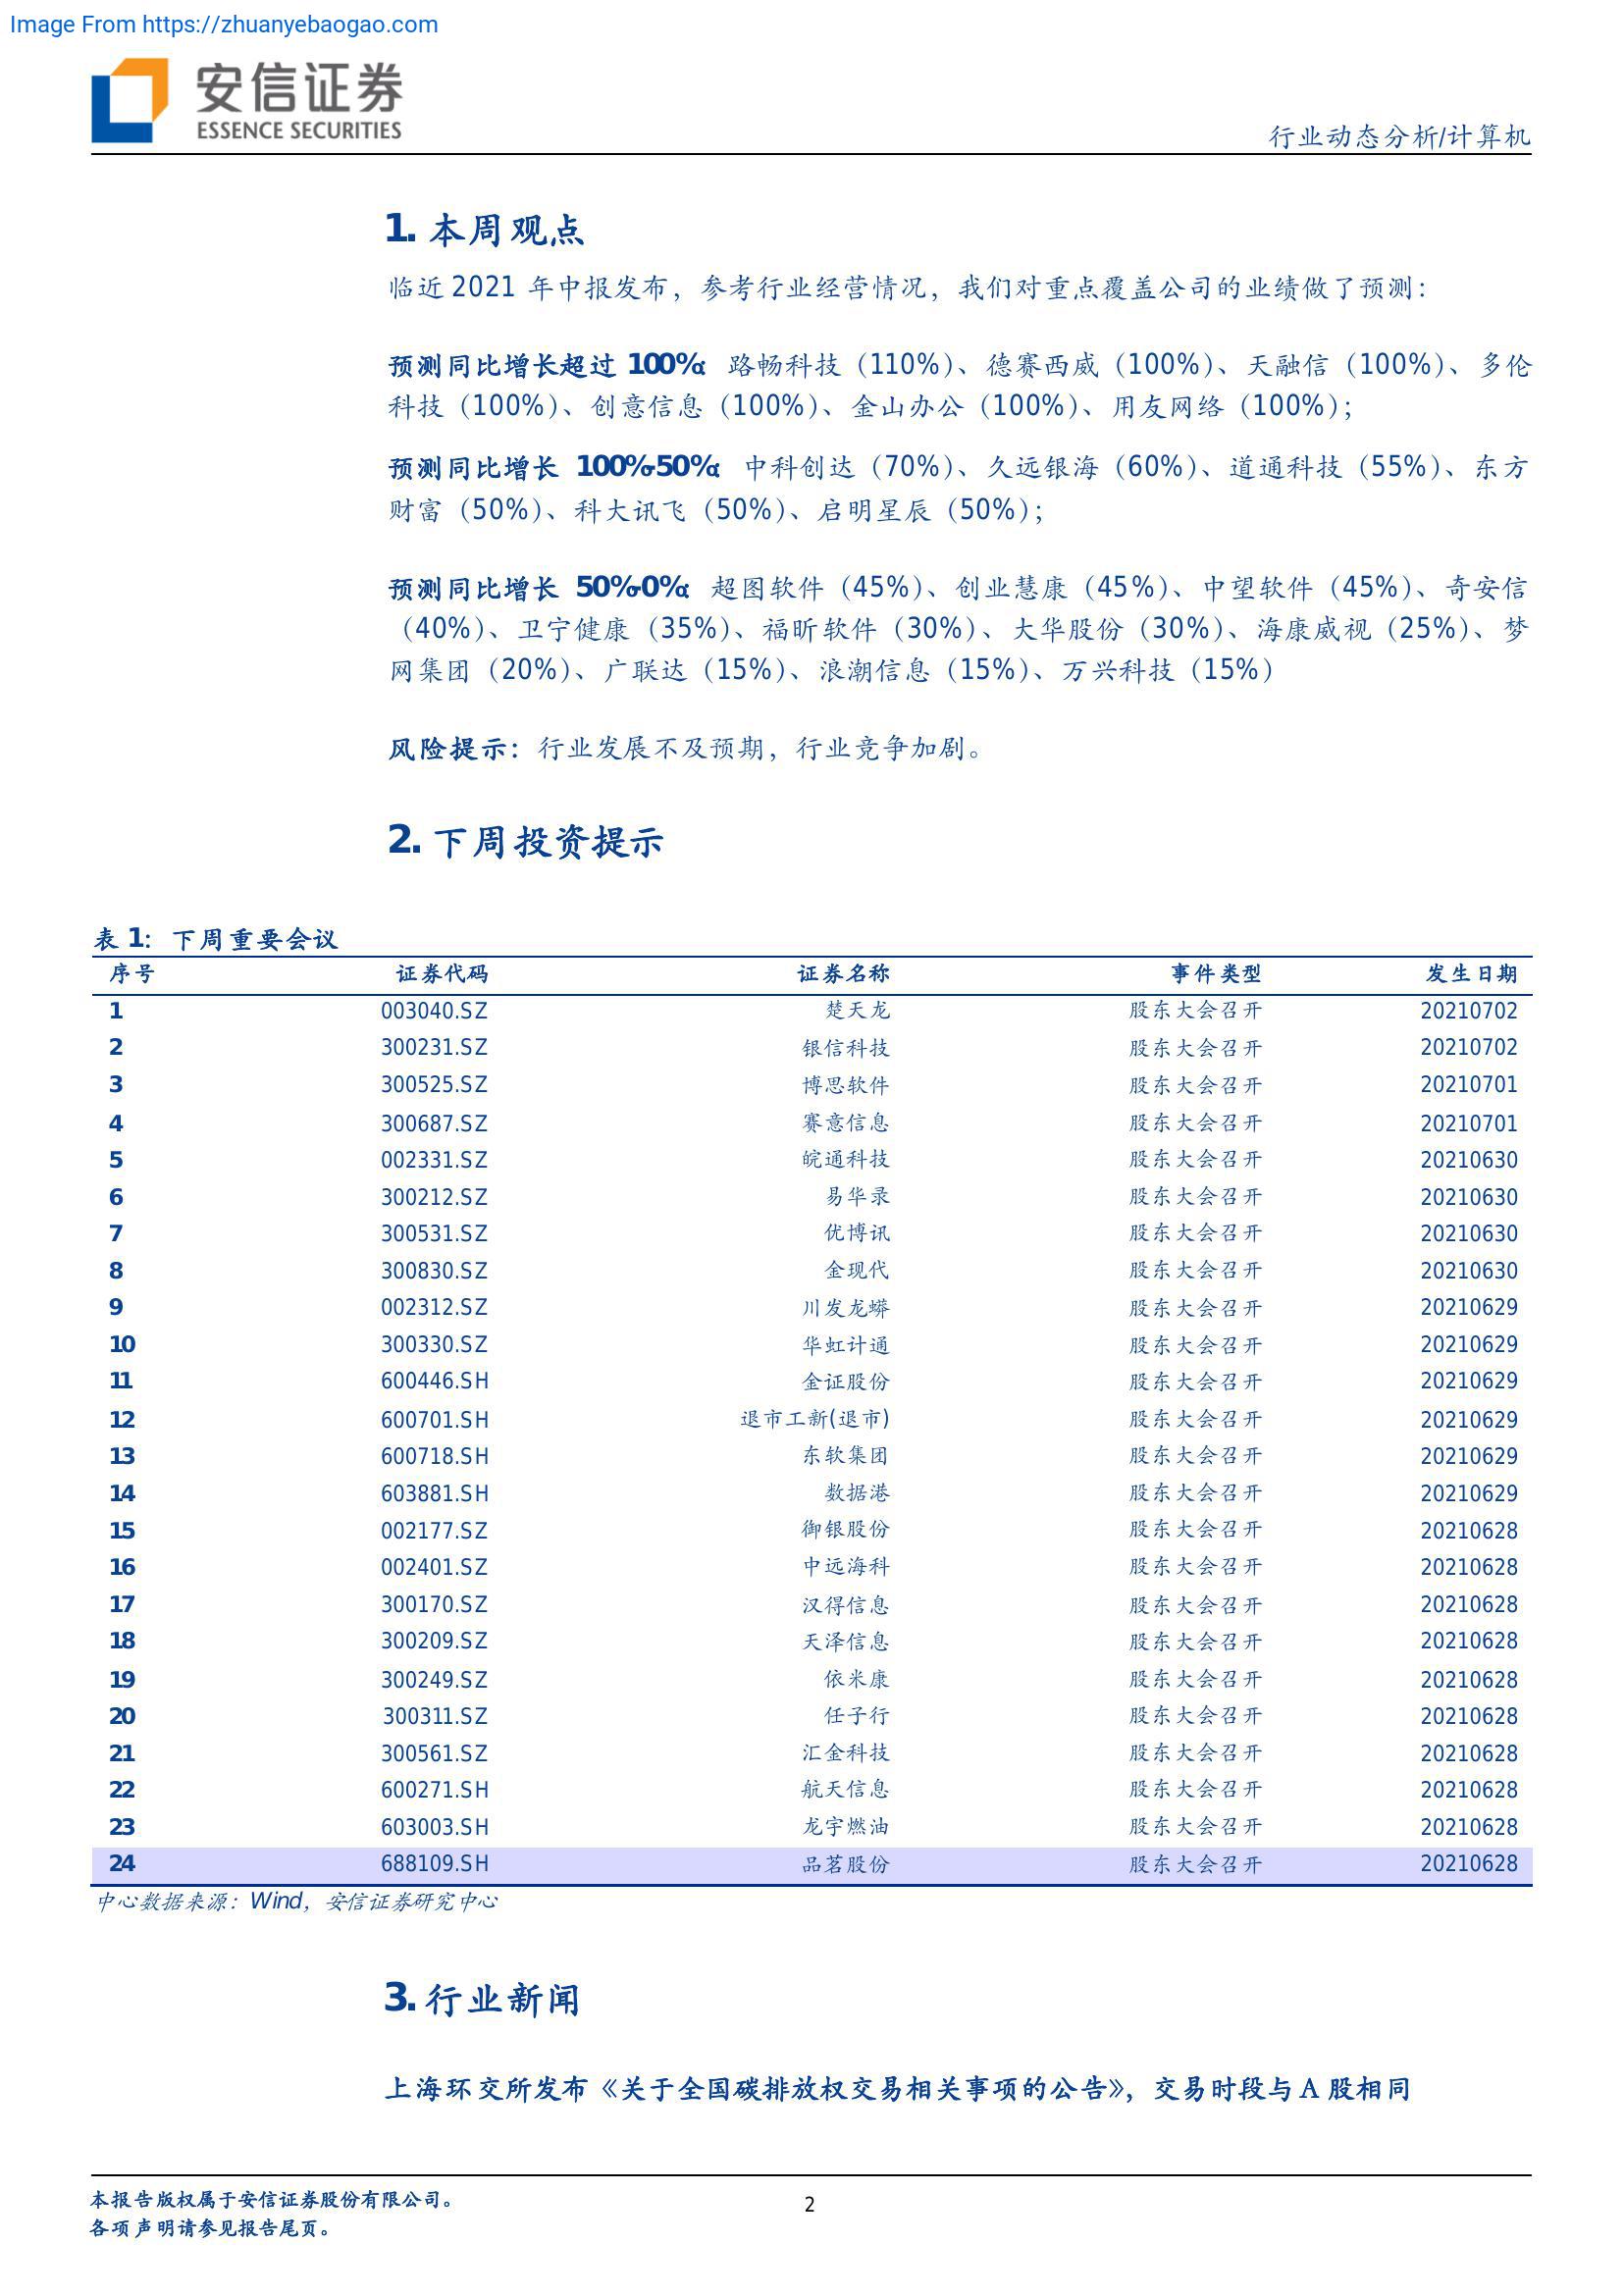 Image From https://zhuanyebaogao.com
安信证券
ESSENCE SECURITIES
行业动态分析/计算机
1. 本周观点
临近 2021 年中报发布，参考行业经营情况，我们对重点覆盖公司的业绩做了预测：
预测同比增长超过 100%：路畅科技（110%）、德赛西威（100%）、天融信（100%）、多伦
科技（100%）、创意信息（100%）、金山办公（100%）、用友网络（100%）；
预测同比增长 100%-50%：中科创达（70%）、久远银海（60%）、道通科技（55%）、东方
财富（50%）、科大讯飞（50%）、启明星辰（50%）；
预测同比增长 50%-0%：超图软件（45%）、创业慧康（45%）、中望软件（45%）、奇安信
（40%）、卫宁健康（35%）、福昕软件（30%）、大华股份（30%）、海康威视（25%）、梦
网集团（20%）、广联达（15%）、浪潮信息（15%）、万兴科技（15%）
风险提示：行业发展不及预期，行业竞争加剧。
2. 下周投资提示
表 1：下周重要会议
序号 证券代码 证券名称 事件类型 发生日期
1 003040.SZ 楚天龙 股东大会召开 20210702
2 300231.SZ 银信科技 股东大会召开 20210702
3 300525.SZ 博思软件 股东大会召开 20210701
4 300687.SZ 赛意信息 股东大会召开 20210701
5 002331.SZ 皖通科技 股东大会召开 20210630
6 300212.SZ 易华录 股东大会召开 20210630
7 300531.SZ 优博讯 股东大会召开 20210630
8 300830.SZ 金现代 股东大会召开 20210630
9 002312.SZ 川发龙蟒 股东大会召开 20210629
10 300330.SZ 华虹计通 股东大会召开 20210629
11 600446.SH 金证股份 股东大会召开 20210629
12 600701.SH 退市工新(退市) 股东大会召开 20210629
13 600718.SH 东软集团 股东大会召开 20210629
14 603881.SH 数据港 股东大会召开 20210629
15 002177.SZ 御银股份 股东大会召开 20210628
16 002401.SZ 中远海科 股东大会召开 20210628
17 300170.SZ 汉得信息 股东大会召开 20210628
18 300209.SZ 天泽信息 股东大会召开 20210628
19 300249.SZ 依米康 股东大会召开 20210628
20 300311.SZ 任子行 股东大会召开 20210628
21 300561.SZ 汇金科技 股东大会召开 20210628
22 600271.SH 航天信息 股东大会召开 20210628
23 603003.SH 龙宇燃油 股东大会召开 20210628
24 688109.SH 品茗股份 股东大会召开 20210628
中心数据来源：Wind，安信证券研究中心
3. 行业新闻
上海环交所发布《关于全国碳排放权交易相关事项的公告》，交易时段与 A 股相同
本报告版权属于安信证券股份有限公司。
2
各项声明请参见报告尾页。